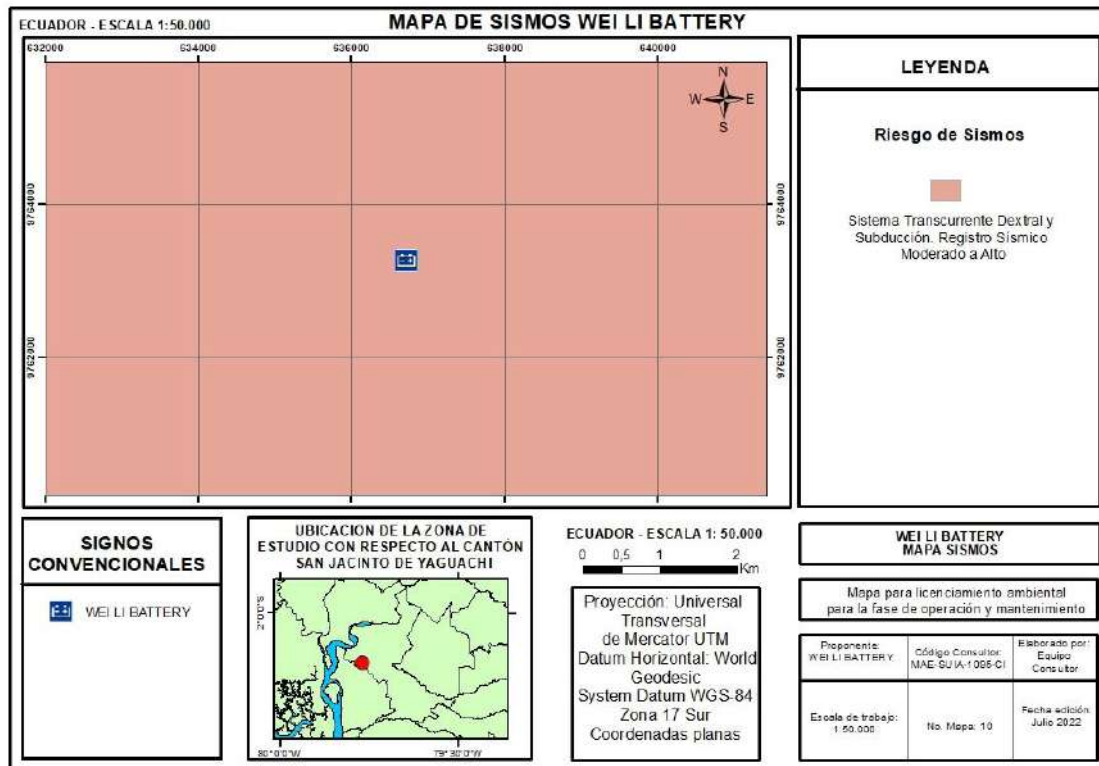 ECUADOR - ESCALA 1:50.000
MAPA DE SISMOS WEI LI BATTERY
632000
634000
636000
638000
640000
N
W
E
S
9764000
9764000
9762000
9762000
LEYENDA
Riesgo de Sismos
Sistema Transcurrente Dextral y
Subducción. Registro Sísmico
Moderado a Alto
SIGNOS
CONVENCIONALES
WEI LI BATTERY
UBICACION DE LA ZONA DE
ESTUDIO CON RESPECTO AL CANTÓN
SAN JACINTO DE YAGUACHI
2°0'0"S
80°0'0"W
79°30'0"W
ECUADOR - ESCALA 1: 50.000
0 0,5 1 2
Km
Proyección: Universal
Transversal
de Mercator UTM
Datum Horizontal: World
Geodesic
System Datum WGS-84
Zona 17 Sur
Coordenadas planas
WEI LI BATTERY
MAPA SISMOS
Mapa para licenciamiento ambiental
para la fase de operación y mantenimiento
Proponente:
WEI LI BATTERY
Código Consultor:
MAE-SUIA-1095-CI
Elaborado por:
Equipo
Consultor
Escala de trabajo:
1:50.000
No. Mapa: 10
Fecha edición:
Julio 2022